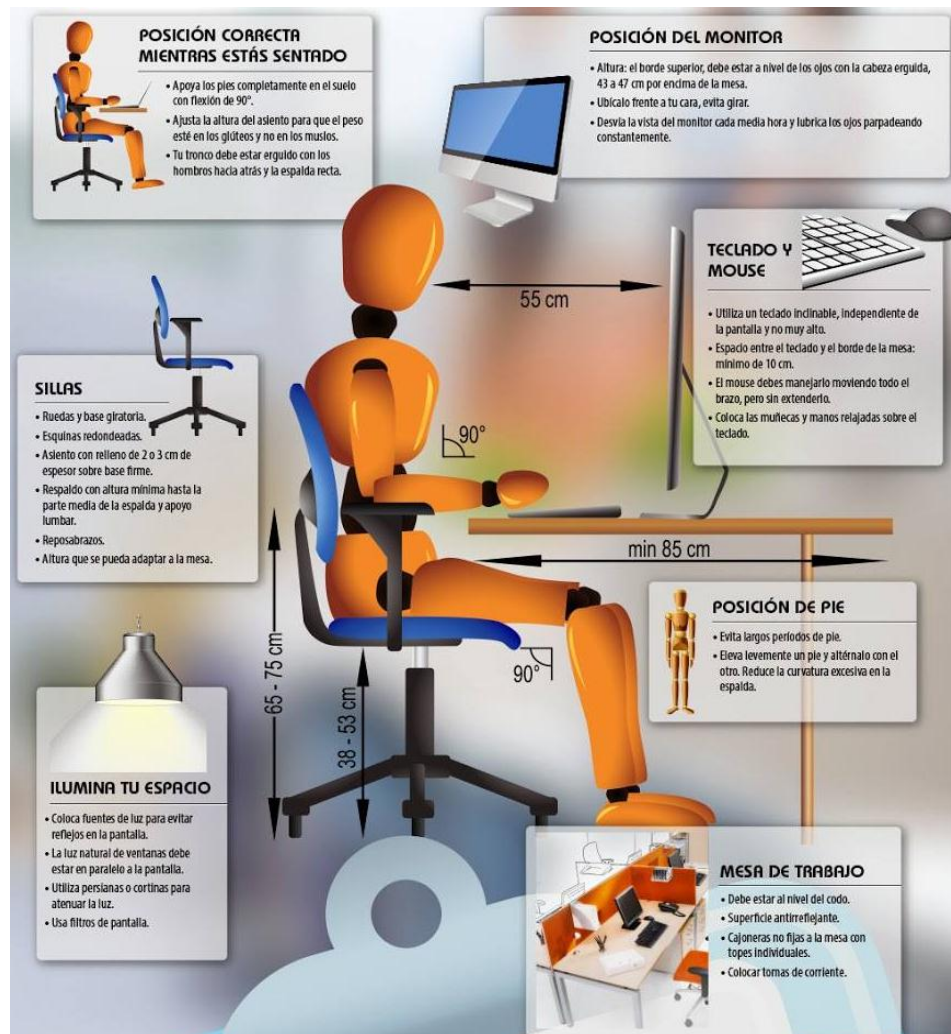 POSICIÓN CORRECTA
MIENTRAS ESTÁS SENTADO
• Apoya los pies completamente en el suelo
con flexión de 90°.
• Ajusta la altura del asiento para que el peso
esté en los glúteos y no en los muslos.
• Tu tronco debe estar erguido con los
hombros hacia atrás y la espalda recta.
POSICIÓN DEL MONITOR
• Altura: el borde superior, debe estar a nivel de los ojos con la cabeza erguida,
43 a 47 cm por encima de la mesa.
• Ubícalo frente a tu cara, evita girar.
• Desvía la vista del monitor cada media hora y lubrica los ojos parpadeando
constantemente.
55 cm
TECLADO Y
MOUSE
• Utiliza un teclado inclinable, independiente de
la pantalla y no muy alto.
• Espacio entre el teclado y el borde de la mesa:
mínimo de 10 cm.
• El mouse debes manejarlo moviendo todo el
brazo, pero sin extenderlo.
• Coloca las muñecas y manos relajadas sobre el
teclado.
SILLAS
• Ruedas y base giratoria.
• Esquinas redondeadas.
• Asiento con relleno de 2 o 3 cm de
espesor sobre base firme.
• Respaldo con altura mínima hasta la
parte media de la espalda y apoyo
lumbar.
• Reposabrazos.
• Altura que se pueda adaptar a la mesa.
90°
min 85 cm
65 - 75 cm
38 - 53 cm
90°
POSICIÓN DE PIE
• Evita largos períodos de pie.
• Eleva levemente un pie y altérnalo con el
otro. Reduce la curvatura excesiva en la
espalda.
ILUMINA TU ESPACIO
• Coloca fuentes de luz para evitar
reflejos en la pantalla.
• La luz natural de ventanas debe
estar en paralelo a la pantalla.
• Utiliza persianas o cortinas para
atenuar la luz.
• Usa filtros de pantalla.
MESA DE TRABAJO
• Debe estar al nivel del codo.
• Superficie antirreflejante.
• Cajoneras no fijas a la mesa con
topes individuales.
• Colocar tomas de corriente.